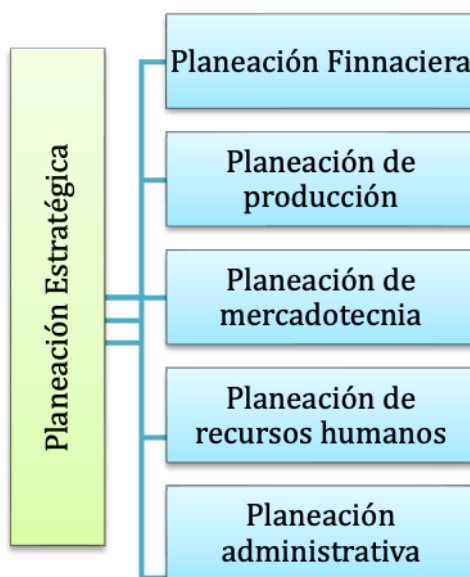 Planeación Estratégica
Planeación Finnaciera
Planeación de
producción
Planeación de
mercadotecnia
Planeación de
recursos humanos
Planeación
administrativa